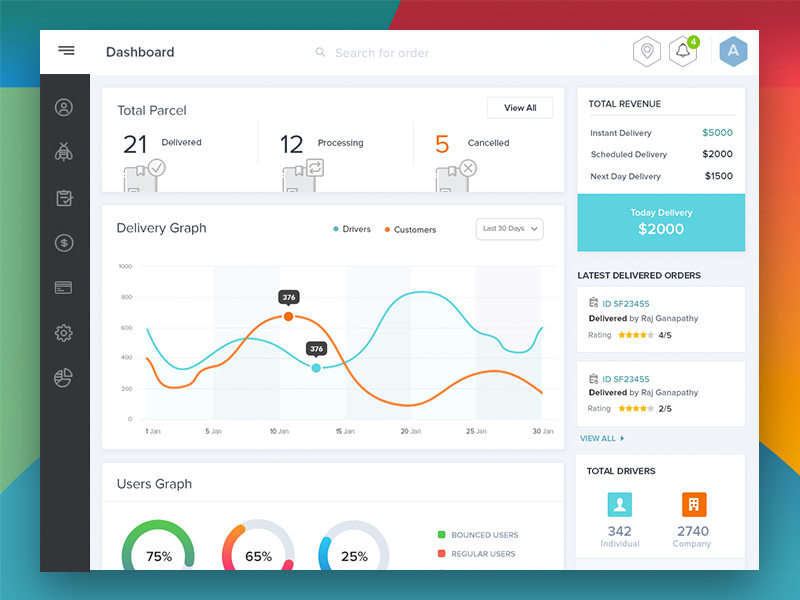 Dashboard
Search for order
4
A
Total Parcel
View All
21 Delivered
12 Processing
5 Cancelled
Delivery Graph
Drivers
Customers
Last 30 Days
1000
800
600
400
200
0
376
376
1 Jan
5 Jan
10 Jan
15 Jan
20 Jan
25 Jan
30 Jan
Users Graph
75%
65%
25%
BOUNCED USERS
REGULAR USERS
TOTAL REVENUE
Instant Delivery $5000
Scheduled Delivery $2000
Next Day Delivery $1500
Today Delivery
$2000
LATEST DELIVERED ORDERS
ID SF23455
Delivered by Raj Ganapathy
Rating 4/5
ID SF23455
Delivered by Raj Ganapathy
Rating 2/5
VIEW ALL
TOTAL DRIVERS
342
Individual
2740
Company